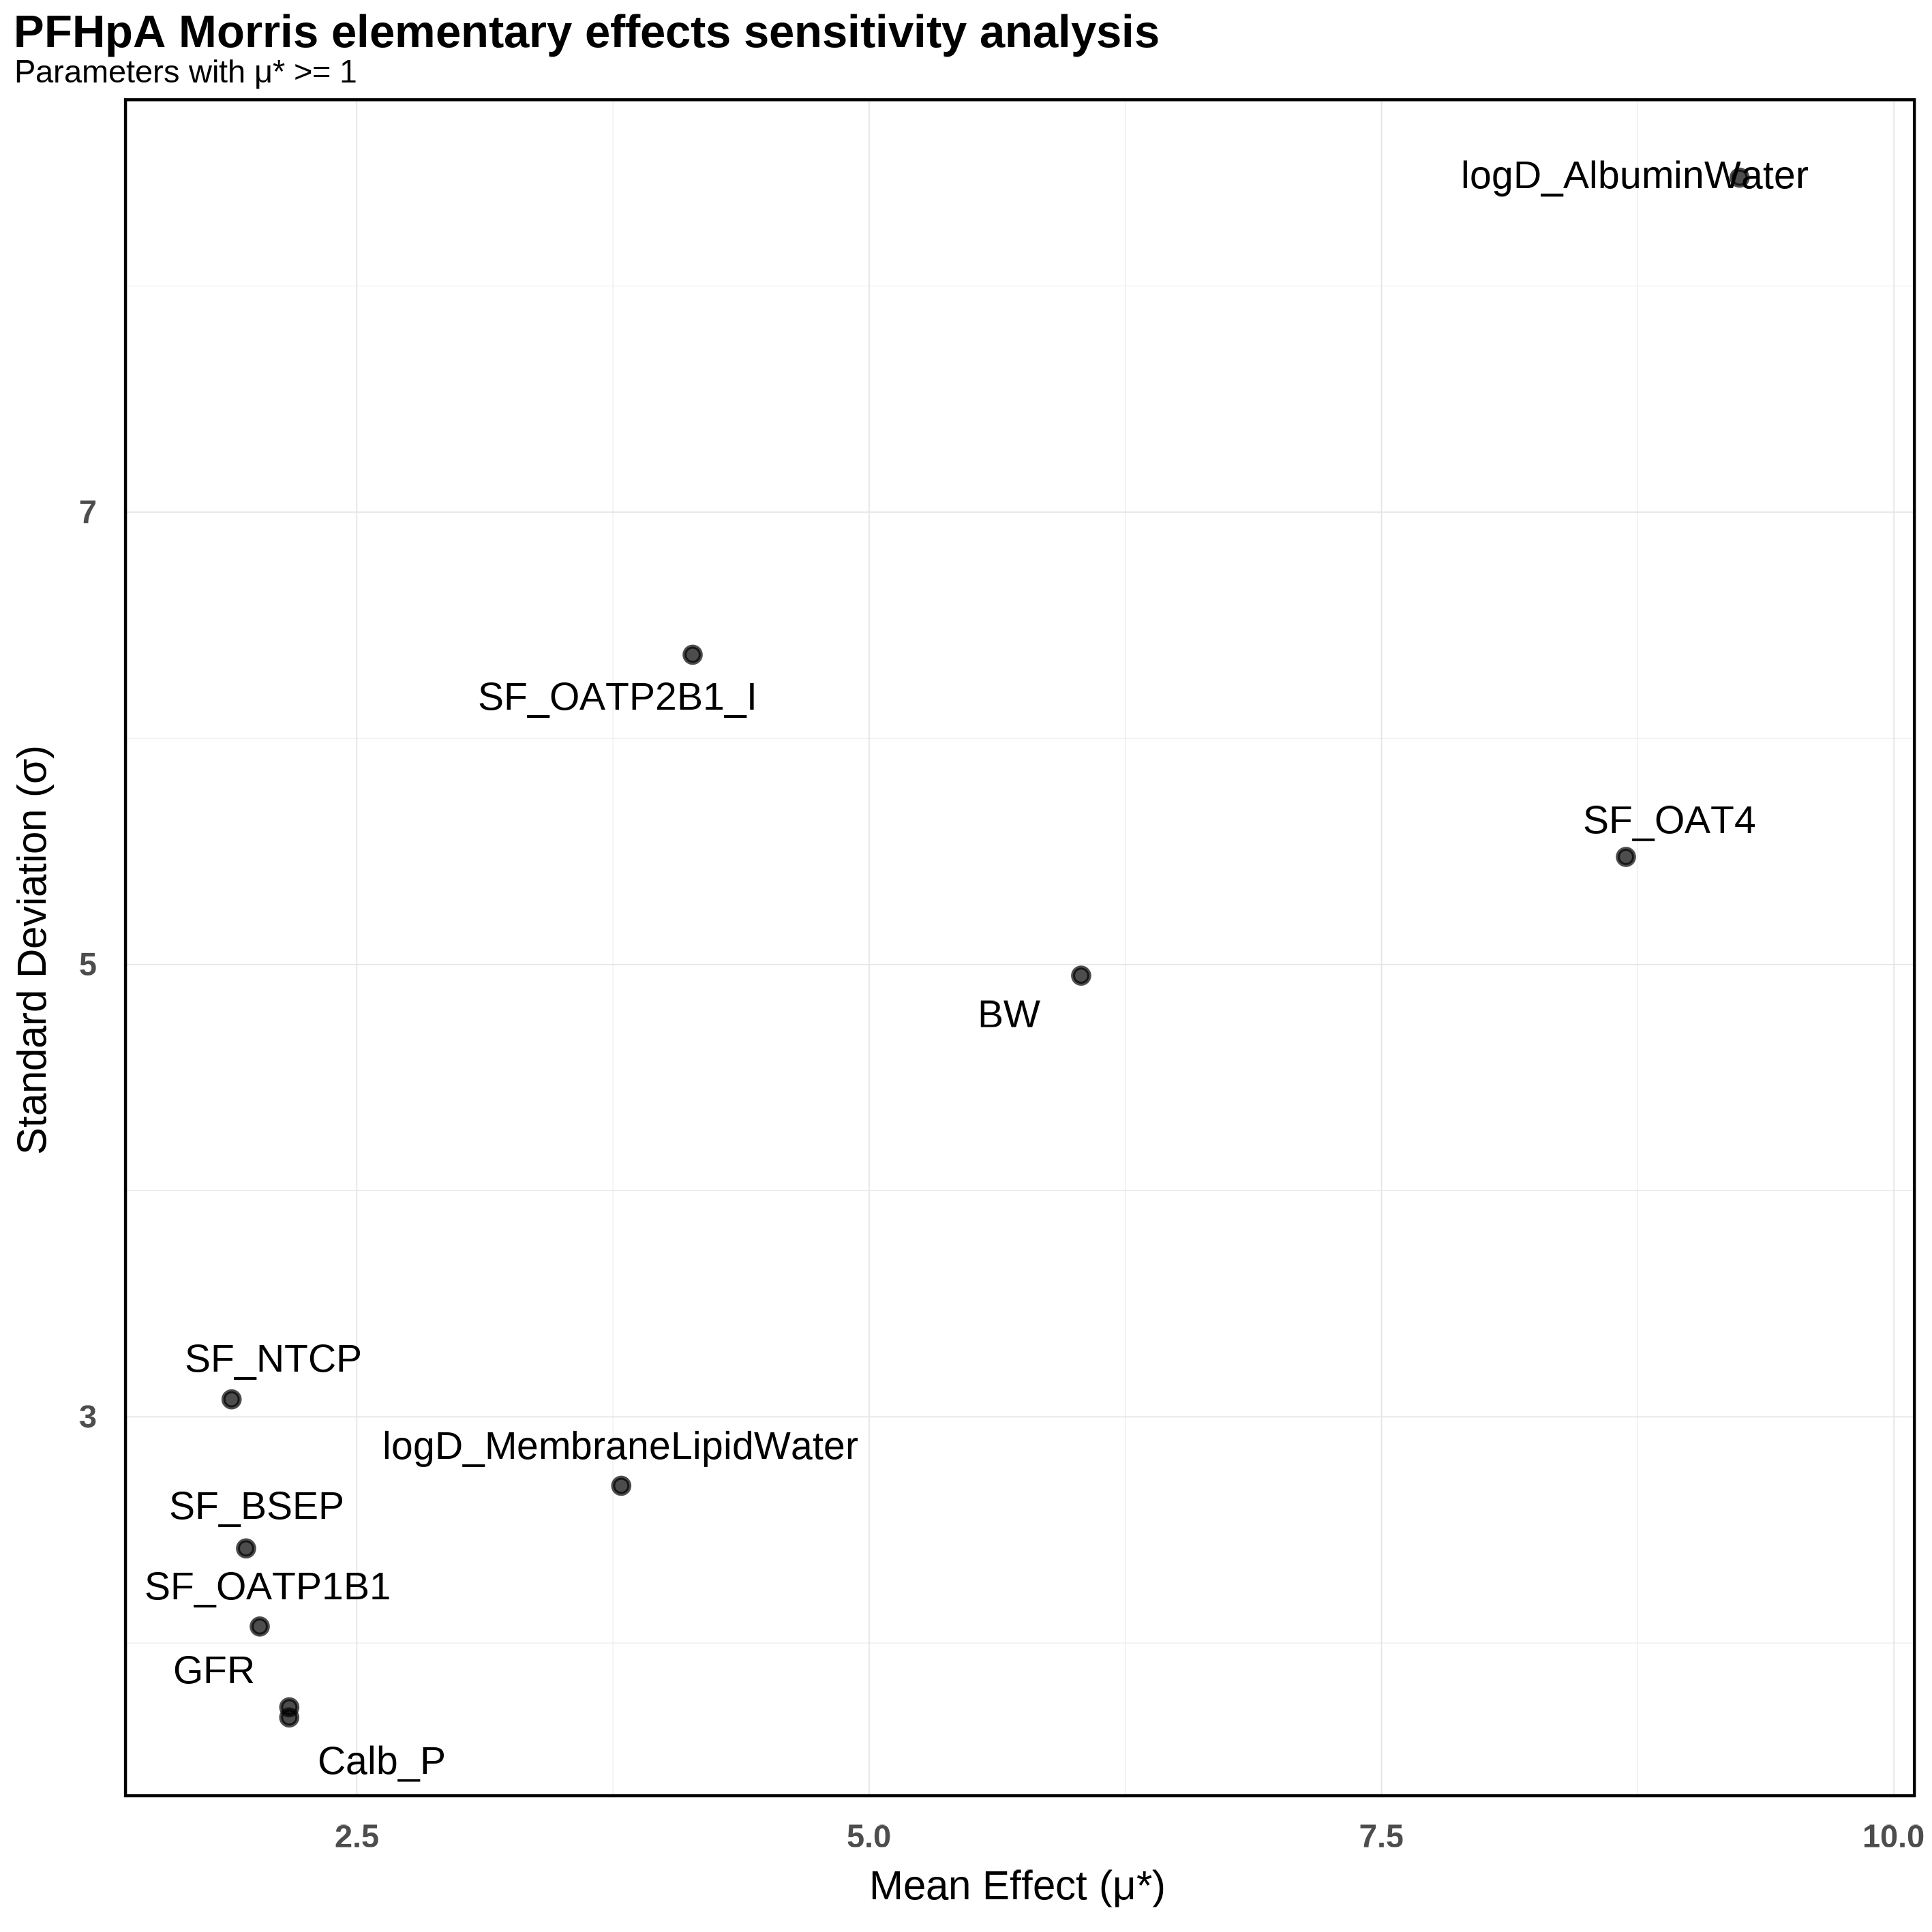 PFHpA Morris elementary effects sensitivity analysis
Parameters with μ* >= 1
logD_AlbuminWater
7
SF_OATP2B1_I
SF_OAT4
Standard Deviation (σ)
5
BW
SF_NTCP
3
logD_MembraneLipidWater
SF_BSEP
SF_OATP1B1
GFR
Calb_P
2.5 5.0 7.5 10.0
Mean Effect (μ*)